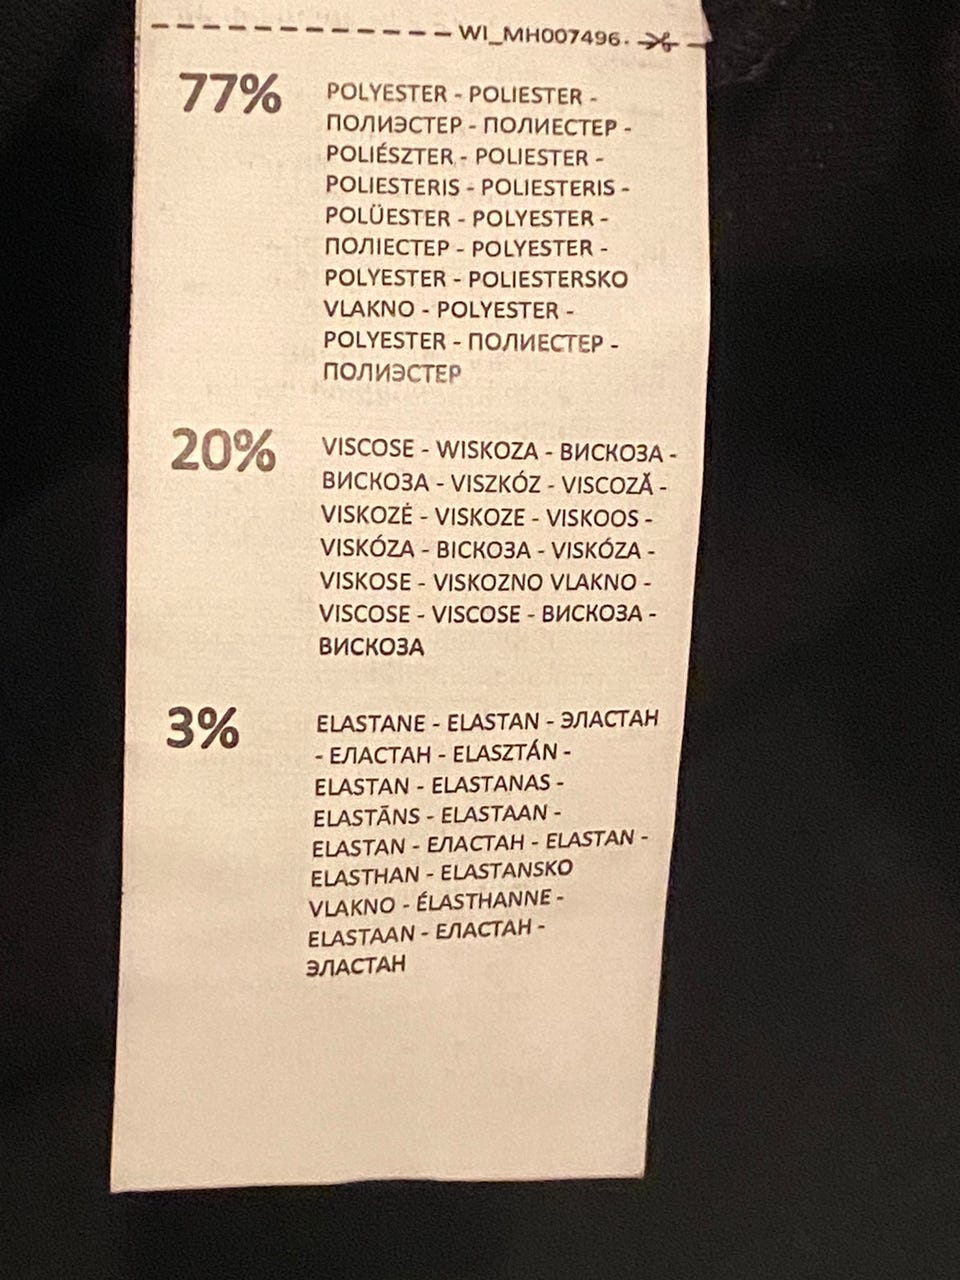 WI_MH007496
77%
POLYESTER - POLIESTER -
ПОЛИЭСТЕР - ПОЛИЕСТЕР -
POLIÉSZTER - POLIESTER -
POLIESTERIS - POLIESTERIS -
POLÜESTER - POLYESTER -
ПОЛІЕСТЕР - POLYESTER -
POLYESTER - POLIESTERSKO
VLAKNO - POLYESTER -
POLYESTER - ПОЛИЕСТЕР -
ПОЛИЭСТЕР
20%
VISCOSE - WISKOZA - ВИСКОЗА -
ВИСКОЗА - VISZKÓZ - VISCOZĂ -
VISKOZĖ - VISKOZE - VISKOOS -
VISKÓZA - ВІСКОЗА - VISKÓZA -
VISKOSE - VISKOZNO VLAKNO -
VISCOSE - VISCOSE - ВИСКОЗА -
ВИСКОЗА
3%
ELASTANE - ELASTAN - ЭЛАСТАН
- ЕЛАСТАН - ELASZTÁN -
ELASTAN - ELASTANAS -
ELASTĀNS - ELASTAAN -
ELASTAN - ЕЛАСТАН - ELASTAN -
ELASTHAN - ELASTANSKO
VLAKNO - ÉLASTHANNE -
ELASTAAN - ЕЛАСТАН -
ЭЛАСТАН